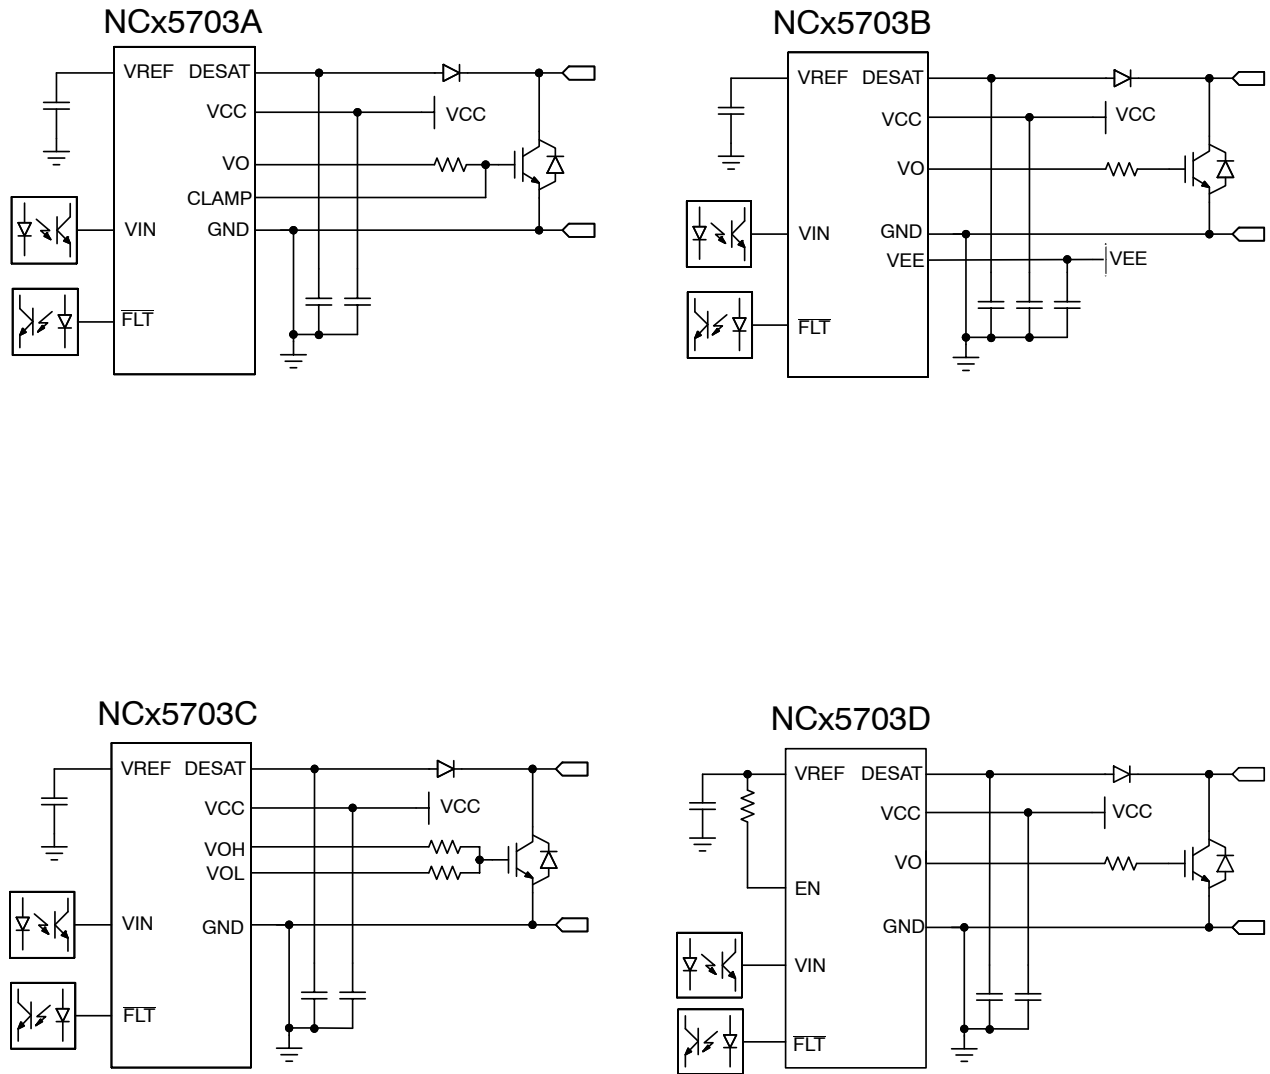 NCx5703A
VREF DESAT
VCC
VCC
VO
CLAMP
VIN
GND
FLT
NCx5703B
VREF DESAT
VCC
VCC
VO
VIN
GND
VEE
VEE
FLT
NCx5703C
VREF DESAT
VCC
VCC
VOH
VOL
VIN
GND
FLT
NCx5703D
VREF DESAT
VCC
VCC
VO
EN
GND
VIN
FLT